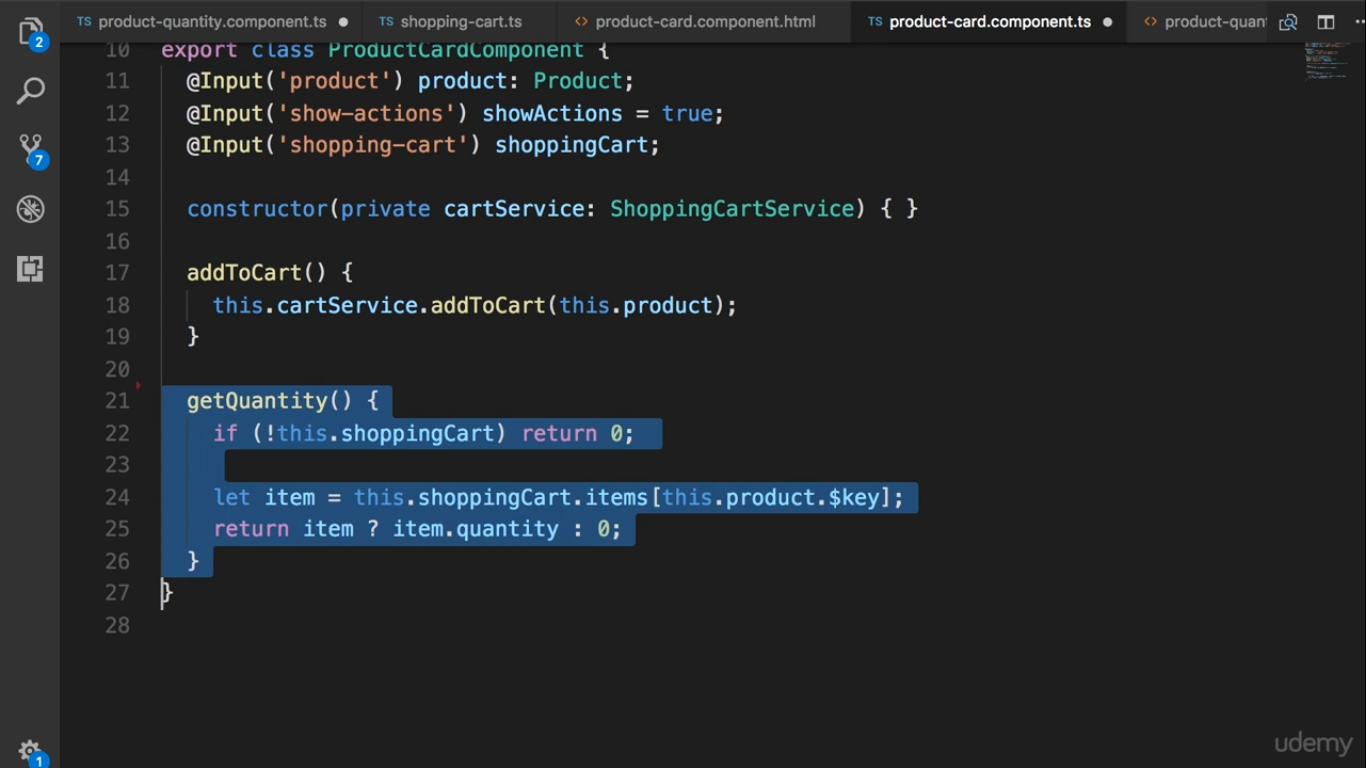 TS product-quantity.component.ts ● TS shopping-cart.ts <> product-card.component.html TS product-card.component.ts ● <> product-quant
10 export class ProductCardComponent {
11 @Input('product') product: Product;
12 @Input('show-actions') showActions = true;
13 @Input('shopping-cart') shoppingCart;
14
15 constructor(private cartService: ShoppingCartService) { }
16
17 addToCart() {
18 this.cartService.addToCart(this.product);
19 }
20
21 getQuantity() {
22 if (!this.shoppingCart) return 0;
23
24 let item = this.shoppingCart.items[this.product.$key];
25 return item ? item.quantity : 0;
26 }
27 }
28
2
7
1
udemy